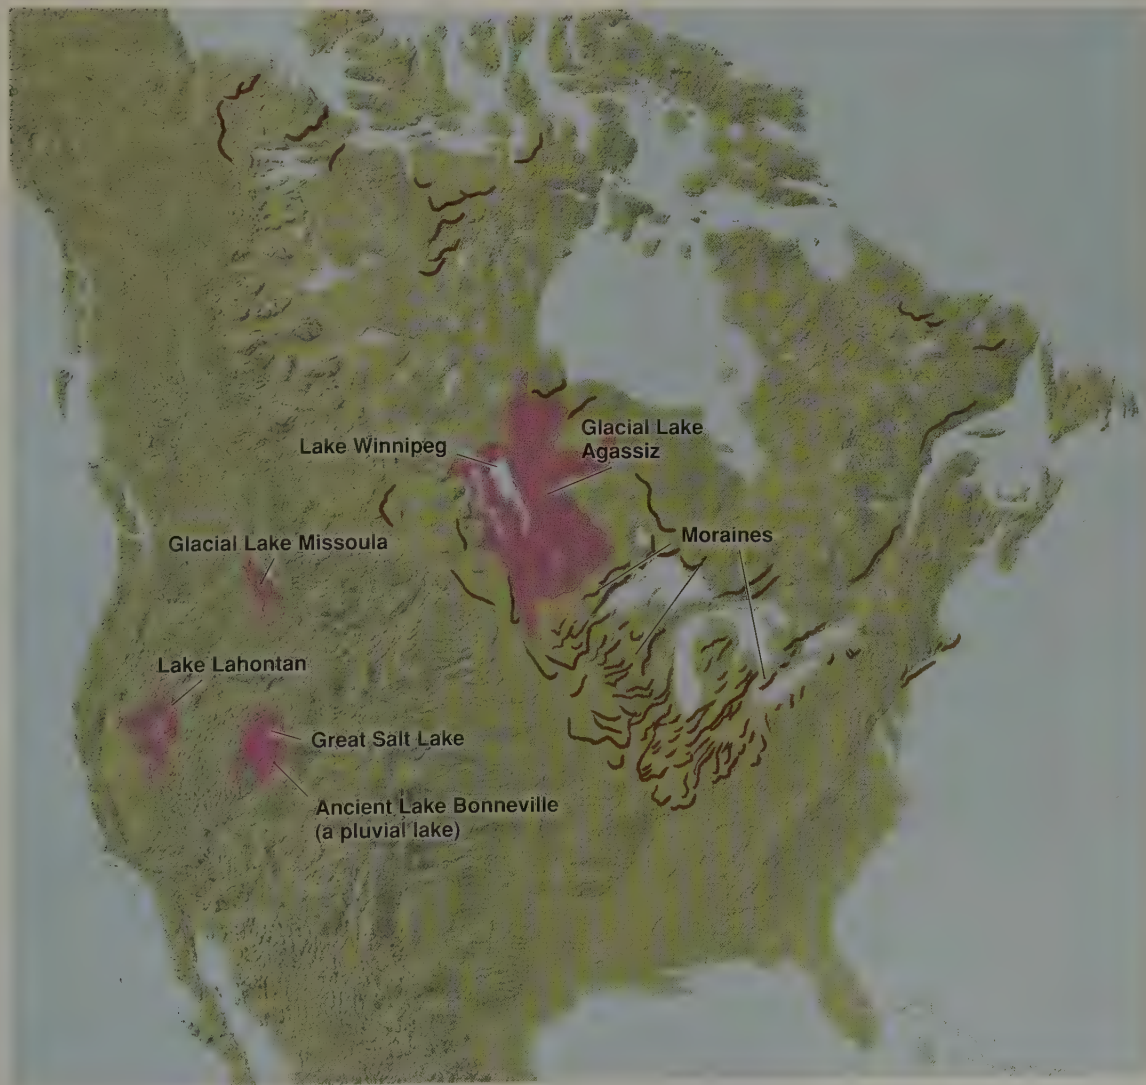 Lake Winnipeg
Glacial Lake
Agassiz
Moraines
Glacial Lake Missoula
Lake Lahontan
Great Salt Lake
Ancient Lake Bonneville
(a pluvial lake)